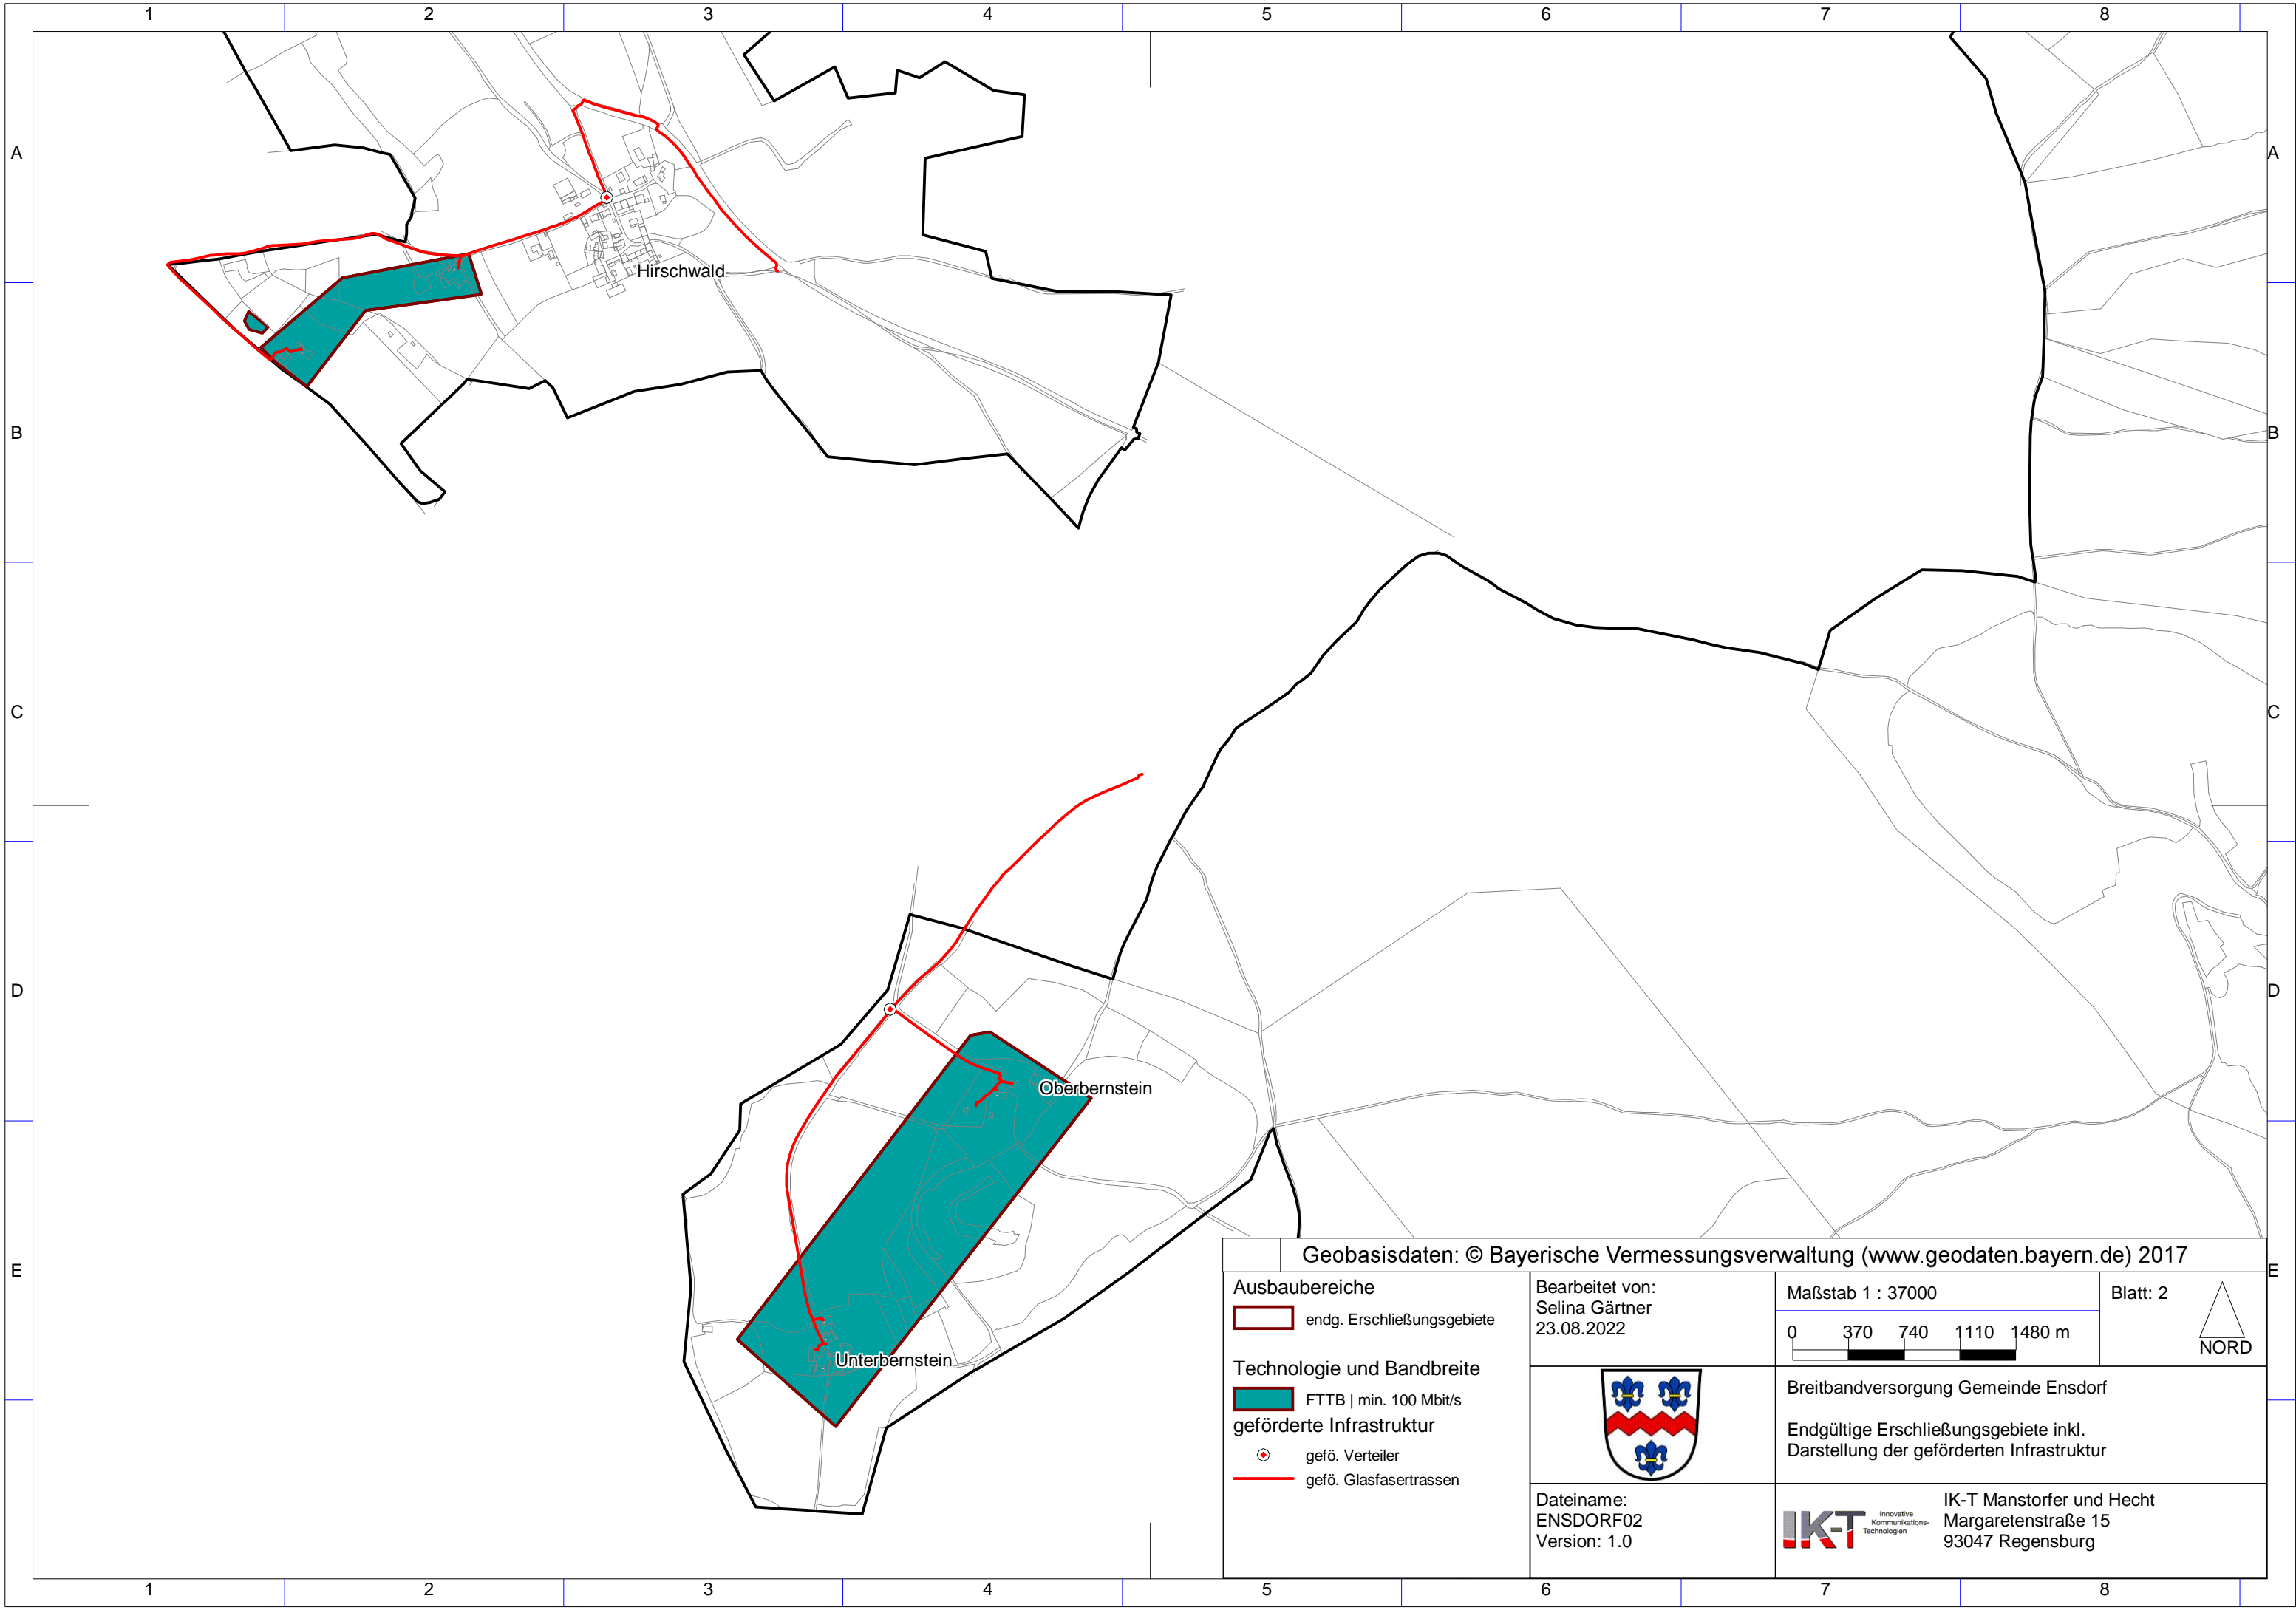 1 2 3 4 5 6 7 8
A A
Hirschwald
B B
C C
D D
Oberbernstein
E E
Unterbernstein
Geobasisdaten: © Bayerische Vermessungsverwaltung (www.geodaten.bayern.de) 2017
Ausbaubereiche
endg. Erschließungsgebiete
Technologie und Bandbreite
FTTB | min. 100 Mbit/s
geförderte Infrastruktur
gefö. Verteiler
gefö. Glasfasertrassen
Bearbeitet von:
Selina Gärtner
23.08.2022
Maßstab 1 : 37000
Blatt: 2
0 370 740 1110 1480 m
NORD
Breitbandversorgung Gemeinde Ensdorf
Endgültige Erschließungsgebiete inkl.
Darstellung der geförderten Infrastruktur
Dateiname:
ENSDORF02
Version: 1.0
IK-T
Innovative
Kommunikations-
Technologien
IK-T Manstorfer und Hecht
Margaretenstraße 15
93047 Regensburg
1 2 3 4 5 6 7 8